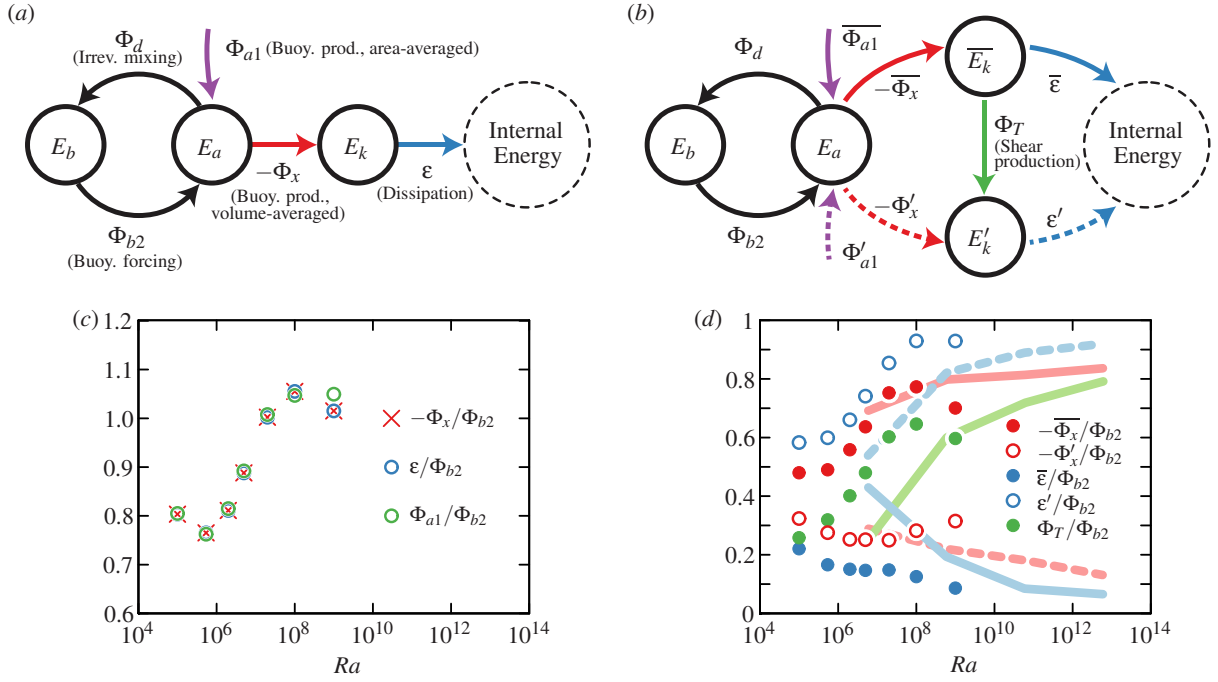 (a)
Φd
(Irrev. mixing)
Φa1 (Buoy. prod., area-averaged)
Eb
Ea
Ek
Internal
Energy
−Φx
(Buoy. prod.,
volume-averaged)
ε
(Dissipation)
Φb2
(Buoy. forcing)
(b)
Φ̅a̅1̅
Φd
−Φ̅x̅
E̅k̅
ε̅
Eb
Ea
ΦT
(Shear
production)
Internal
Energy
−Φ′x
Φb2
Φ′a1
E′k
ε′
(c)
1.2
1.1
1.0
0.9
0.8
0.7
0.6
−Φx/Φb2
ε/Φb2
Φa1/Φb2
10^4 10^6 10^8 10^10 10^12 10^14
Ra
(d)
1
0.8
0.6
0.4
0.2
0
−Φ̅x̅/Φb2
−Φ′x/Φb2
ε̅/Φb2
ε′/Φb2
ΦT/Φb2
10^4 10^6 10^8 10^10 10^12 10^14
Ra